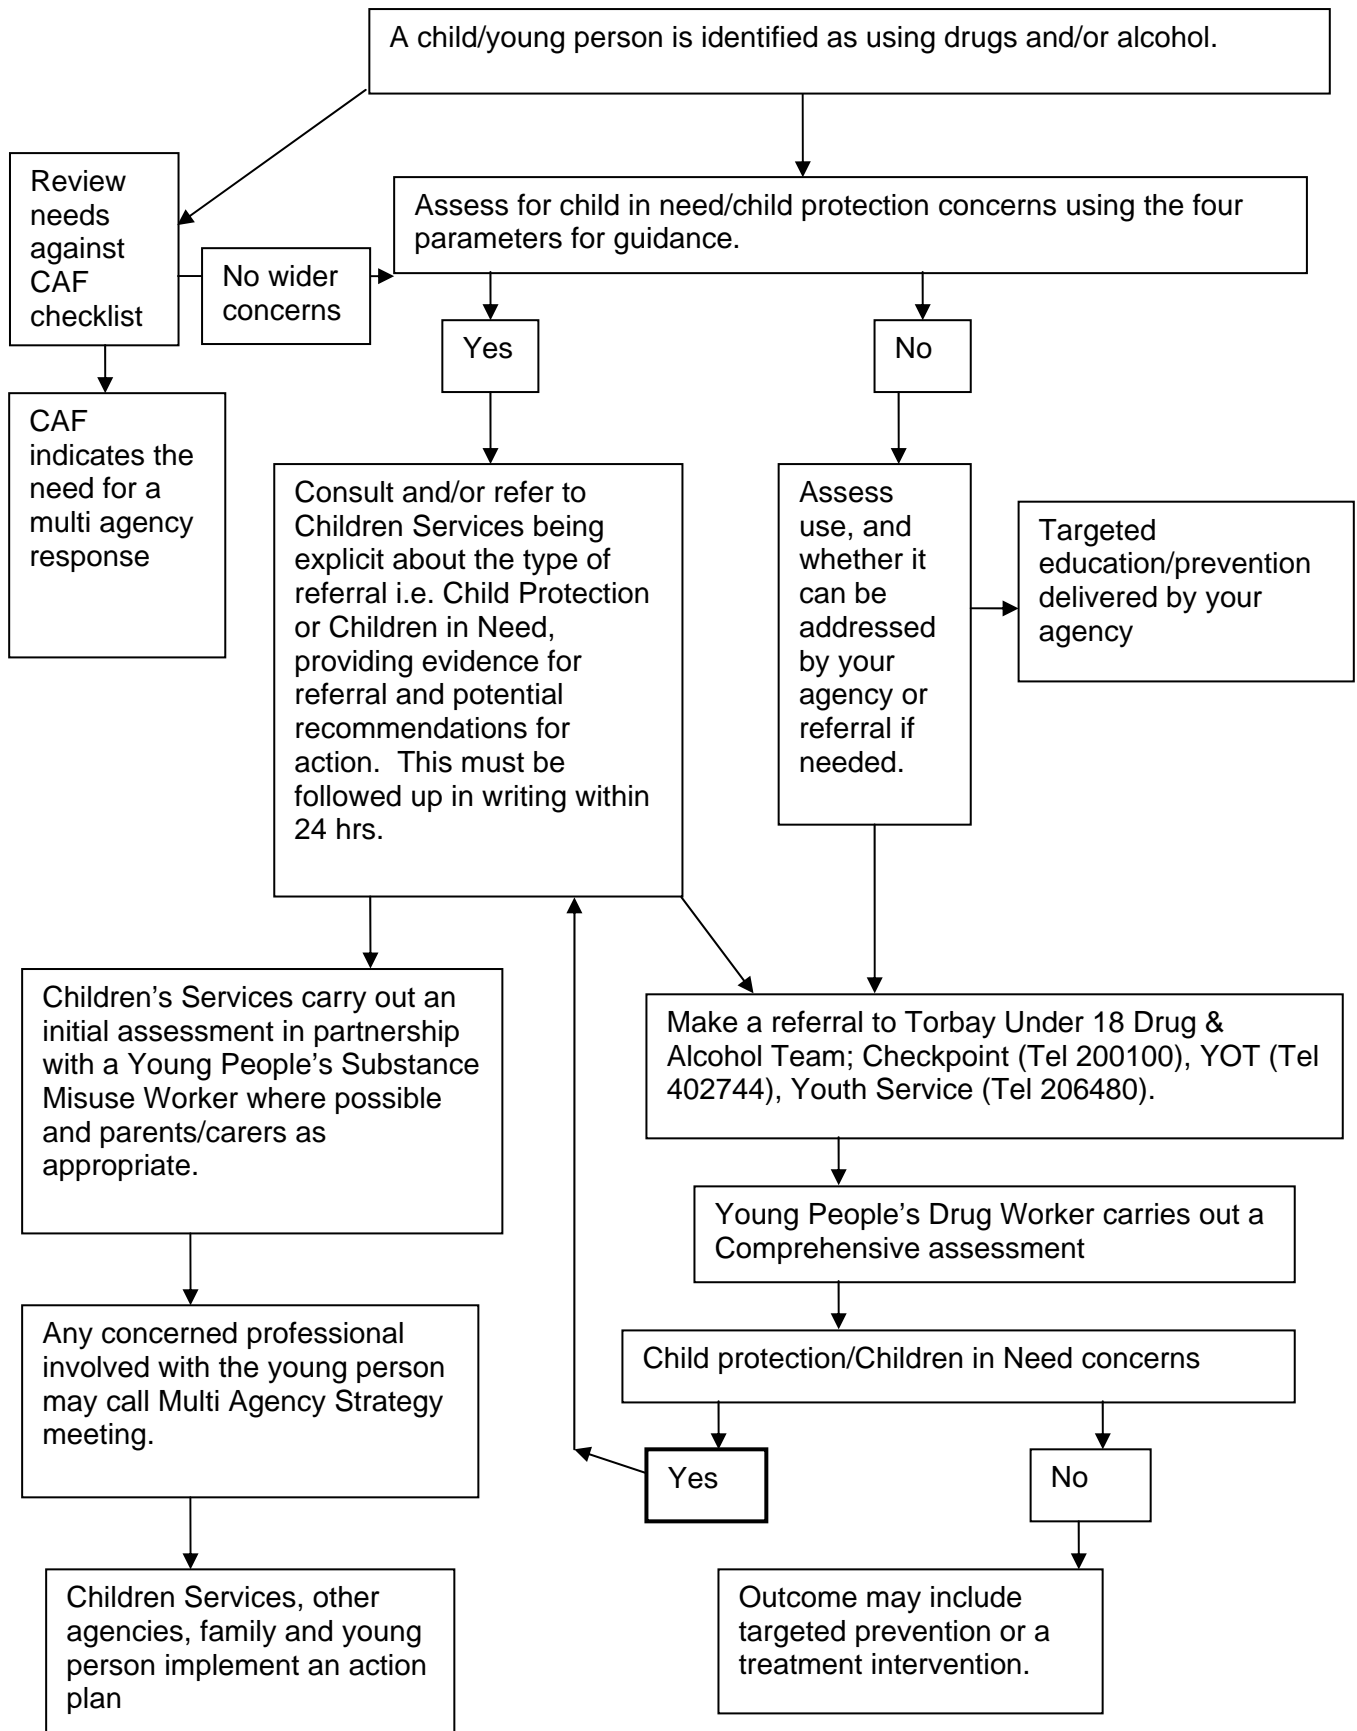 A child/young person is identified as using drugs and/or alcohol.
Review
needs
against
CAF
checklist
No wider
concerns
Assess for child in need/child protection concerns using the four
parameters for guidance.
Yes
No
CAF
indicates the
need for a
multi agency
response
Consult and/or refer to
Children Services being
explicit about the type of
referral i.e. Child Protection
or Children in Need,
providing evidence for
referral and potential
recommendations for
action.  This must be
followed up in writing within
24 hrs.
Assess
use, and
whether it
can be
addressed
by your
agency or
referral if
needed.
Targeted
education/prevention
delivered by your
agency
Children’s Services carry out an
initial assessment in partnership
with a Young People’s Substance
Misuse Worker where possible
and parents/carers as
appropriate.
Make a referral to Torbay Under 18 Drug &
Alcohol Team; Checkpoint (Tel 200100), YOT (Tel
402744), Youth Service (Tel 206480).
Young People’s Drug Worker carries out a
Comprehensive assessment
Any concerned professional
involved with the young person
may call Multi Agency Strategy
meeting.
Child protection/Children in Need concerns
Yes
No
Children Services, other
agencies, family and young
person implement an action
plan
Outcome may include
targeted prevention or a
treatment intervention.